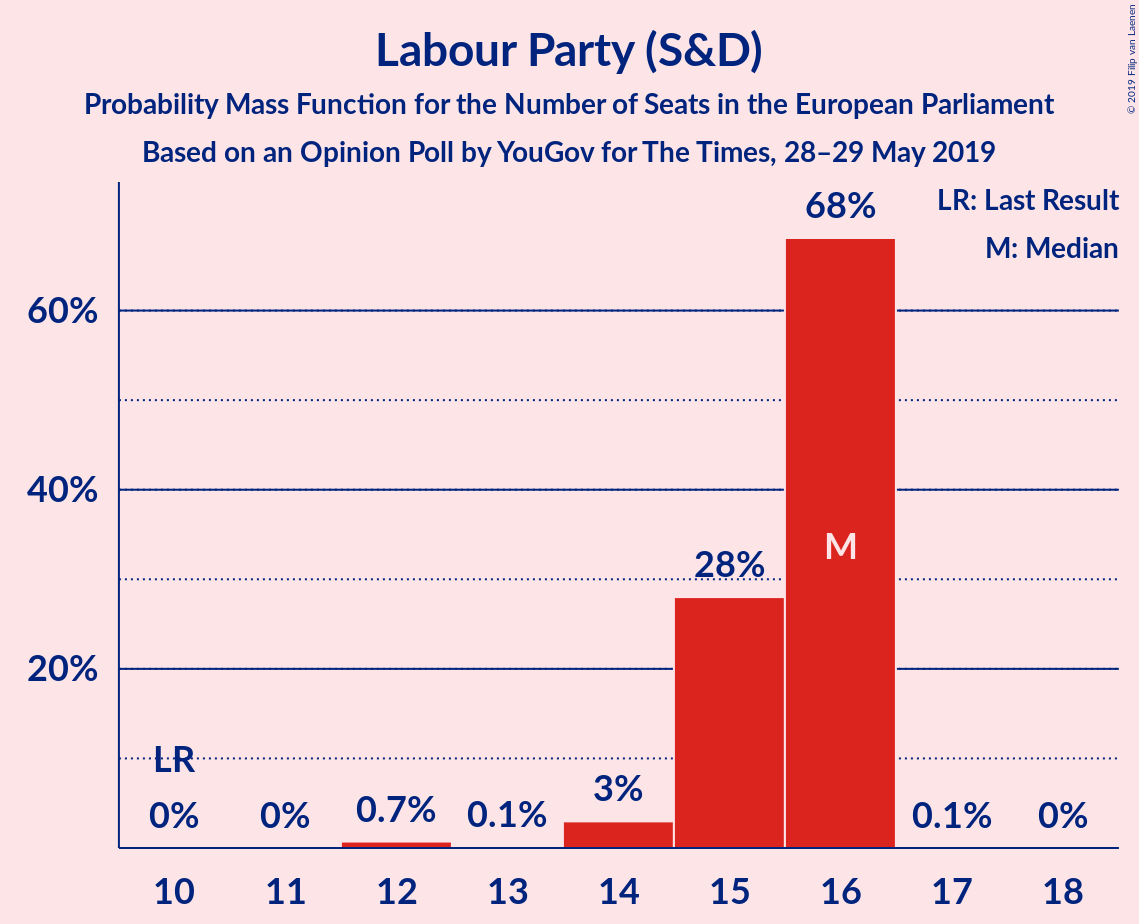 Labour Party (S&D)
Probability Mass Function for the Number of Seats in the European Parliament
Based on an Opinion Poll by YouGov for The Times, 28–29 May 2019
© 2019 Filip van Laenen
LR: Last Result
M: Median
60%
40%
20%
LR
0%
0%
0.7%
0.1%
3%
28%
68%
M
0.1%
0%
10 11 12 13 14 15 16 17 18